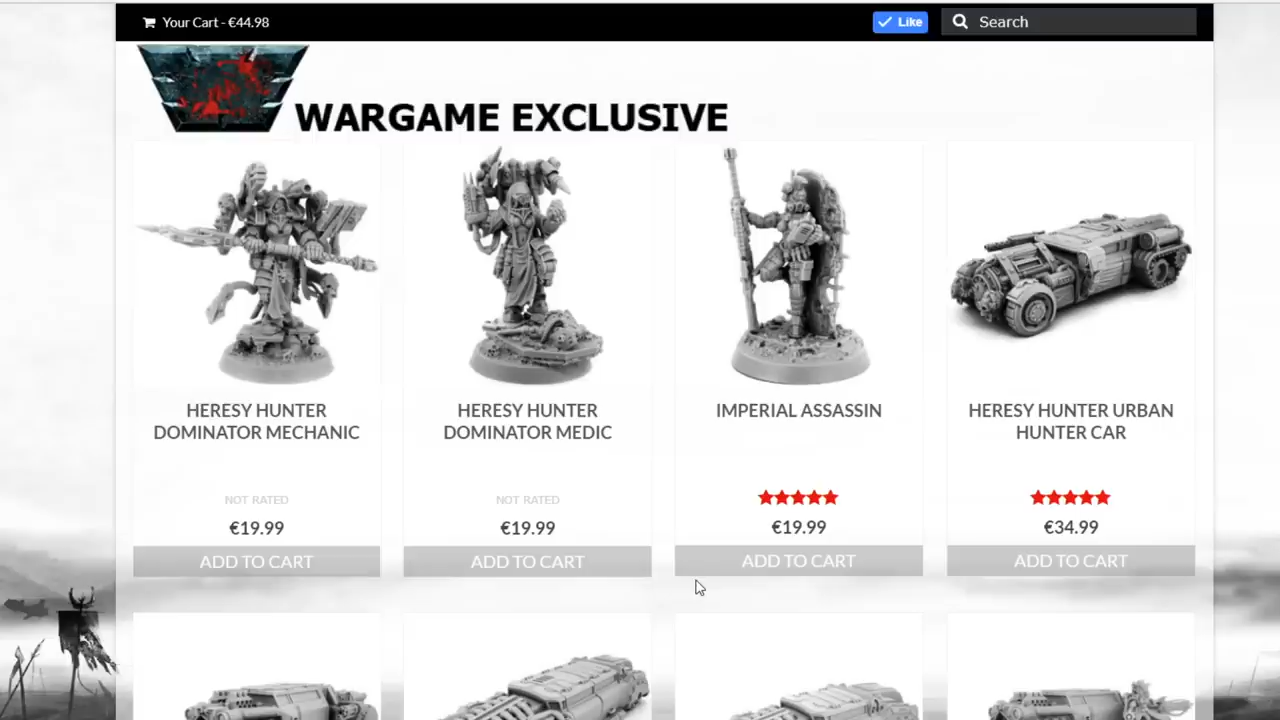 Your Cart - €44.98
Like
Search
WARGAME EXCLUSIVE
HERESY HUNTER
DOMINATOR MECHANIC
NOT RATED
€19.99
ADD TO CART
HERESY HUNTER
DOMINATOR MEDIC
NOT RATED
€19.99
ADD TO CART
IMPERIAL ASSASSIN
€19.99
ADD TO CART
HERESY HUNTER URBAN
HUNTER CAR
€34.99
ADD TO CART